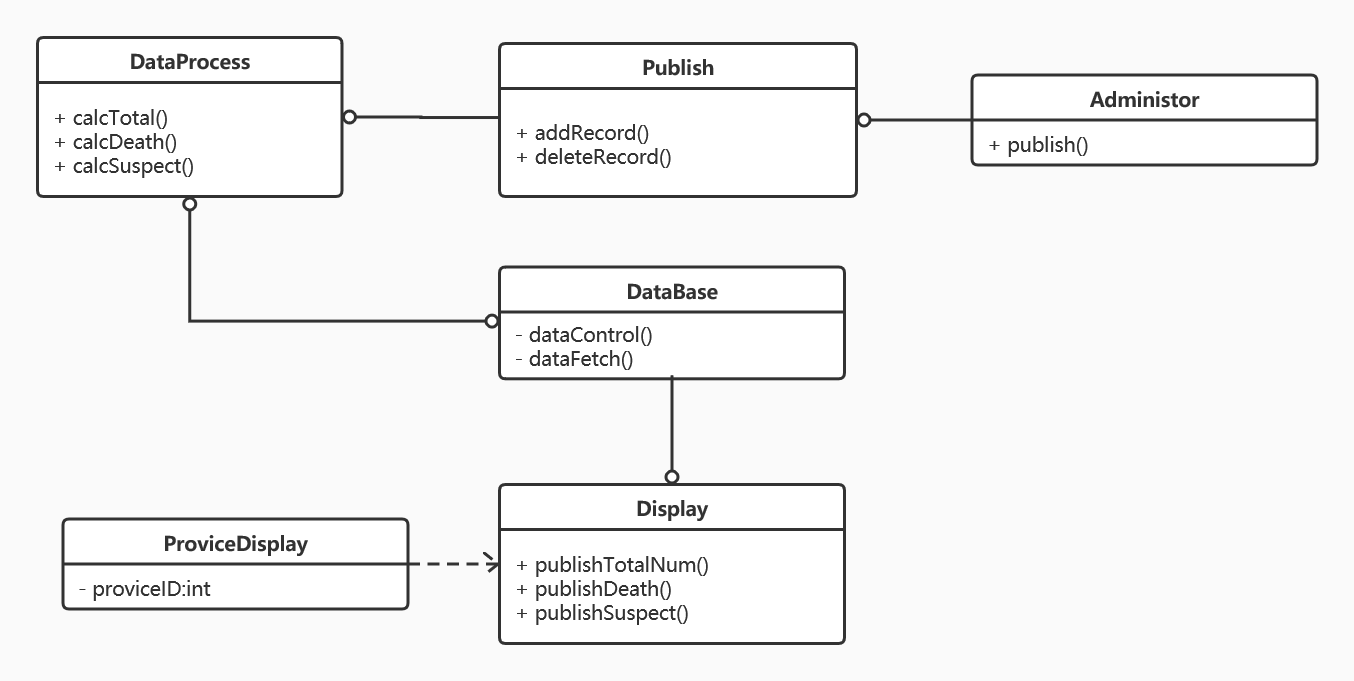 DataProcess
+ calcTotal()
+ calcDeath()
+ calcSuspect()
Publish
+ addRecord()
+ deleteRecord()
Administor
+ publish()
DataBase
- dataControl()
- dataFetch()
ProviceDisplay
- proviceID:int
Display
+ publishTotalNum()
+ publishDeath()
+ publishSuspect()